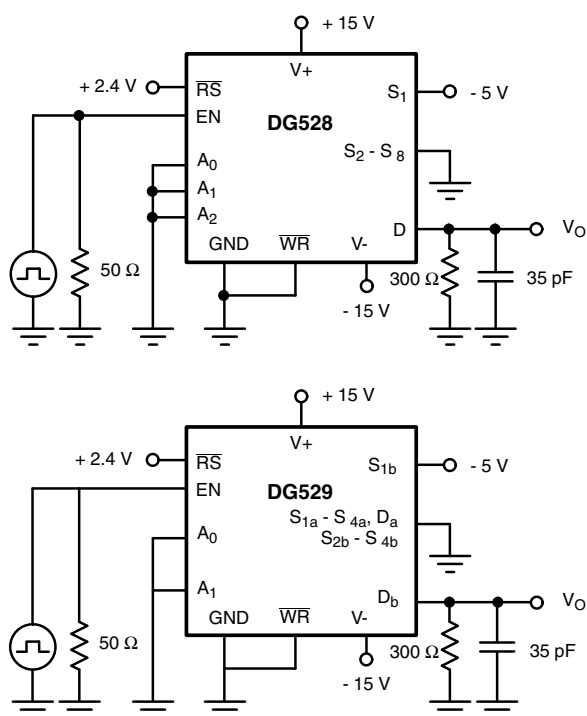 + 15 V
V+
+ 2.4 V
RS
S1
- 5 V
EN
DG528
S2 - S 8
A0
A1
A2
D
VO
GND
WR
V-
50 Ω
300 Ω
35 pF
- 15 V
+ 15 V
V+
+ 2.4 V
RS
S1b
- 5 V
EN
DG529
S1a - S 4a, Da
S2b - S4b
A0
A1
Db
VO
GND
WR
V-
50 Ω
300 Ω
35 pF
- 15 V